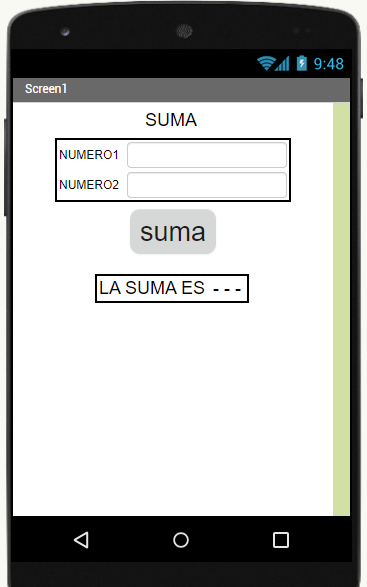 9:48
Screen1
SUMA
NUMERO1
NUMERO2
suma
LA SUMA ES - - -